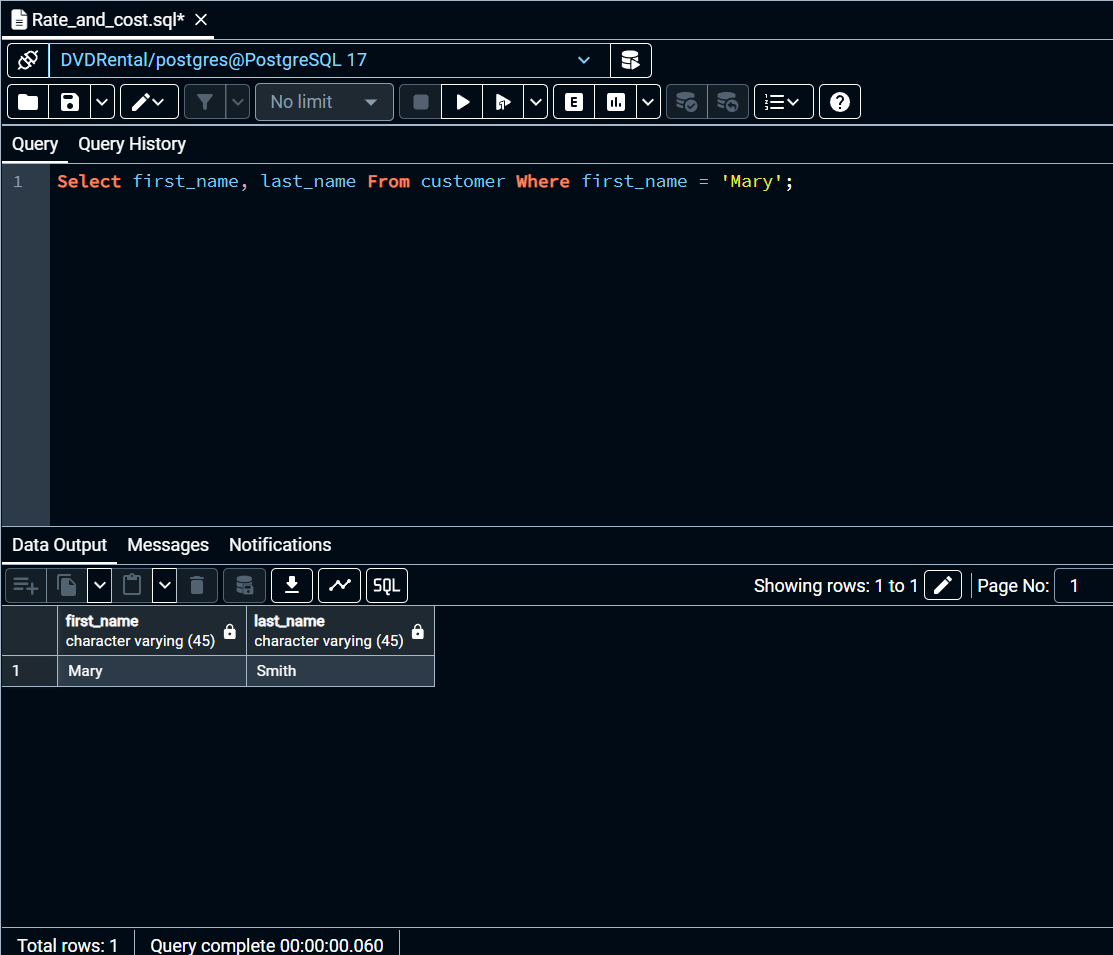 Rate_and_cost.sql*
DVDRental/postgres@PostgreSQL 17
No limit
E
Query Query History
1 Select first_name, last_name From customer Where first_name = 'Mary';
Data Output Messages Notifications
SQL Showing rows: 1 to 1 Page No: 1
first_name last_name
character varying (45) character varying (45)
1 Mary Smith
Total rows: 1 Query complete 00:00:00.060